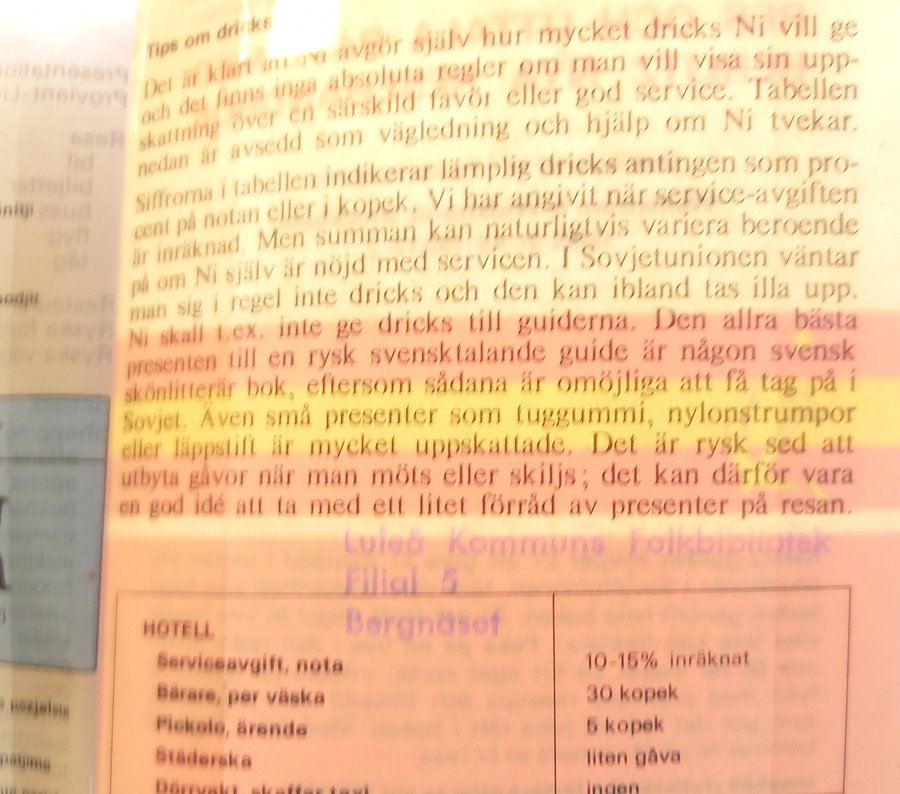 Tips om dricks
Det är klart att Ni avgör själv hur mycket dricks Ni vill ge
och det finns inga absoluta regler om man vill visa sin upp-
skattning över en särskild favör eller god service. Tabellen
nedan är avsedd som vägledning och hjälp om Ni tvekar.
Siffrorna i tabellen indikerar lämplig dricks antingen som pro-
cent på notan eller i kopek. Vi har angivit när service-avgiften
är inräknad. Men summan kan naturligtvis variera beroende
på om Ni själv är nöjd med servicen. I Sovjetunionen väntar
man sig i regel inte dricks och den kan ibland tas illa upp.
Ni skall t.ex. inte ge dricks till guiderna. Den allra bästa
presenten till en rysk svensktalande guide är någon svensk
skönlitterär bok, eftersom sådana är omöjliga att få tag på i
Sovjet. Även små presenter som tuggummi, nylonstrumpor
eller läppstift är mycket uppskattade. Det är rysk sed att
utbyta gåvor när man möts eller skiljs; det kan därför vara
en god idé att ta med ett litet förråd av presenter på resan.
Luleå Kommuns Folkbibliotek
Filial 5
Bergnäset
HOTELL
Serviceavgift, nota 10-15% inräknat
Bärare, per väska 30 kopek
Pickolo, ärende 5 kopek
Städerska liten gåva
Dörrvakt, skaffar taxi ingen